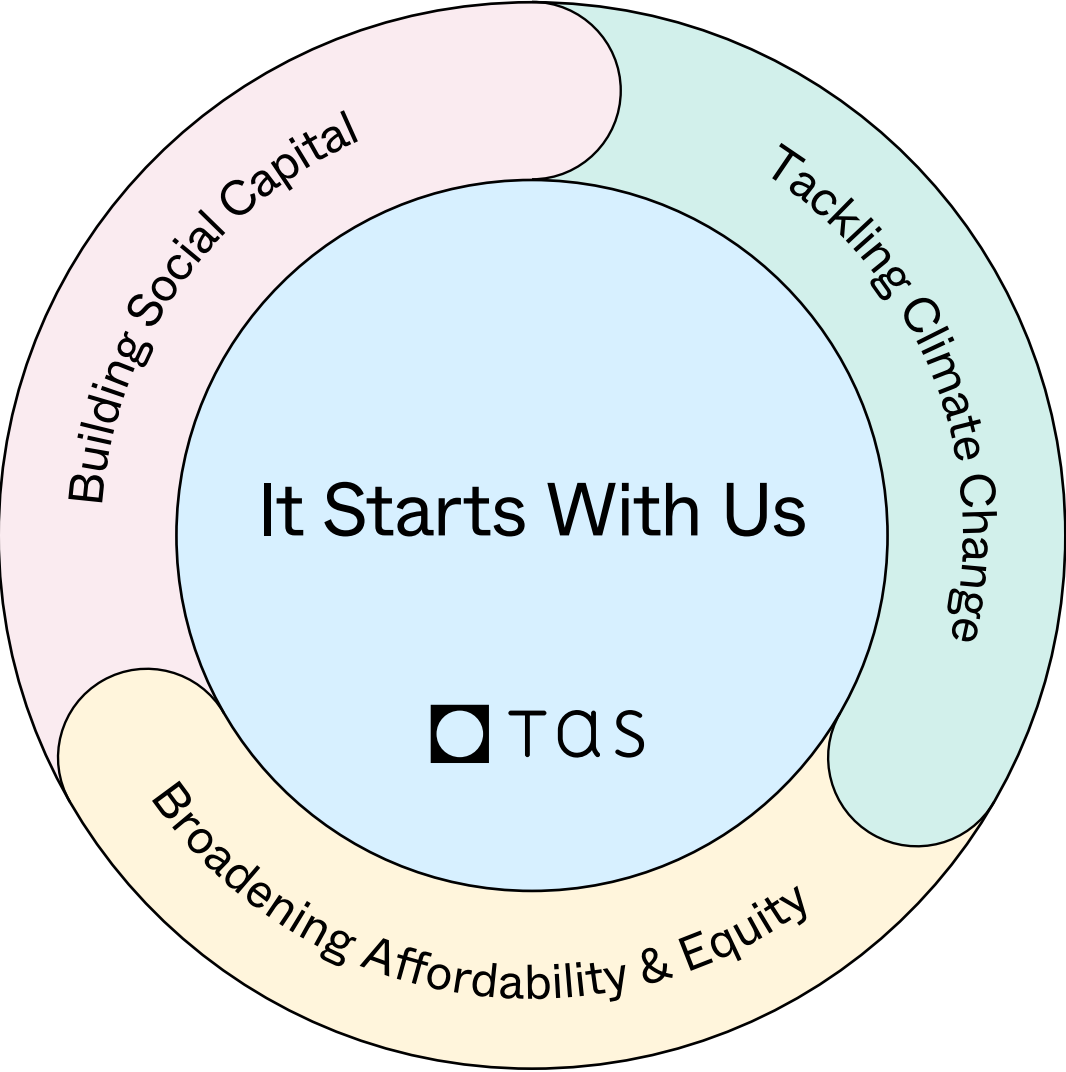 Building Social Capital
Tackling Climate Change
It Starts With Us
Tas
Broadening Affordability & Equity